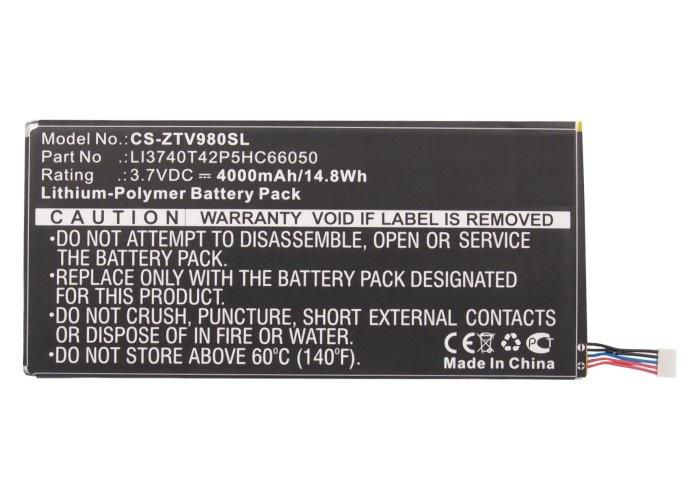 Model No. :CS-ZTV980SL
Part No :LI3740T42P5HC66050
Rating :3.7VDC ⎓ 4000mAh/14.8Wh
Lithium-Polymer Battery Pack
CAUTION WARRANTY VOID IF LABEL IS REMOVED
•DO NOT ATTEMPT TO DISASSEMBLE, OPEN OR SERVICE
THE BATTERY PACK.
•REPLACE ONLY WITH THE BATTERY PACK DESIGNATED
FOR THIS PRODUCT.
•DO NOT CRUSH, PUNCTURE, SHORT EXTERNAL CONTACTS
OR DISPOSE OF IN FIRE OR WATER.
•DO NOT STORE ABOVE 60°C (140°F).
CE
Made In China